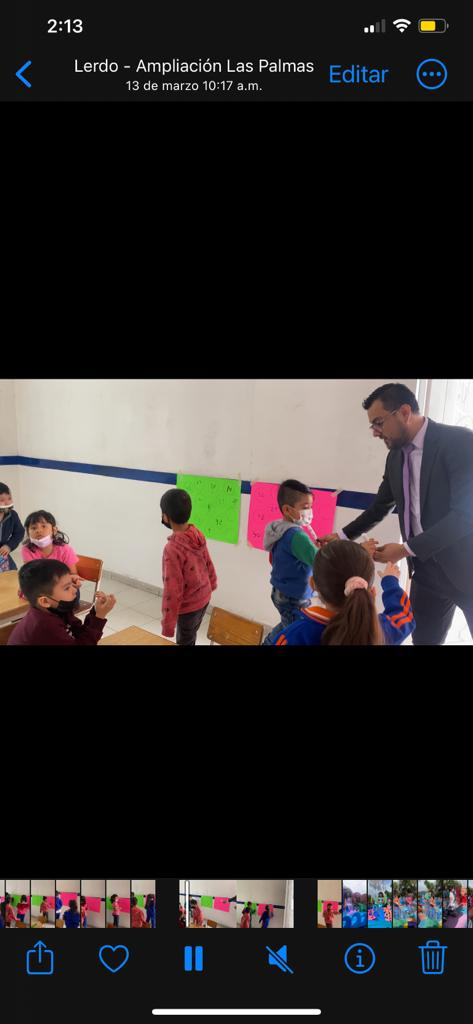 2:13
Lerdo - Ampliación Las Palmas
13 de marzo 10:17 a.m.
Editar